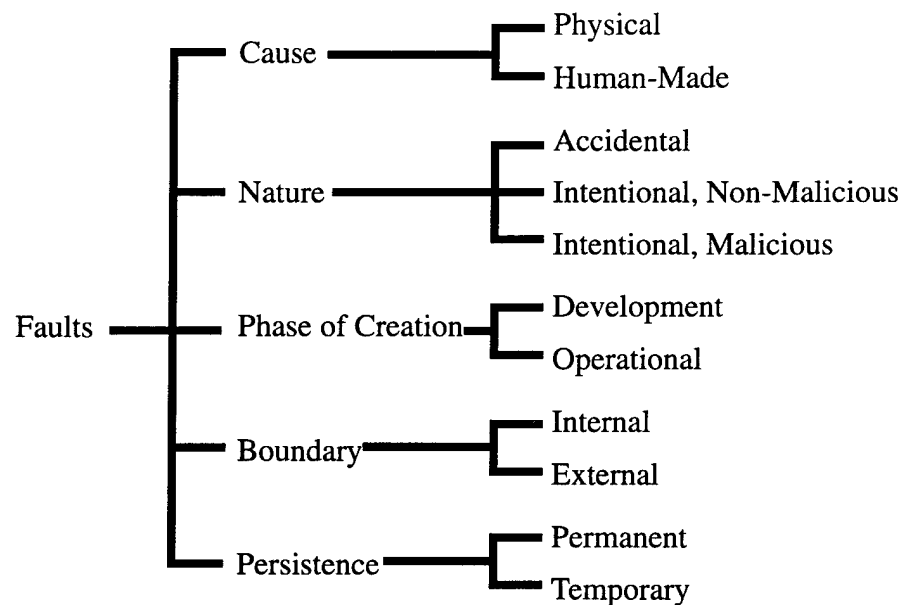 Faults
Cause
Physical
Human-Made
Nature
Accidental
Intentional, Non-Malicious
Intentional, Malicious
Phase of Creation
Development
Operational
Boundary
Internal
External
Persistence
Permanent
Temporary